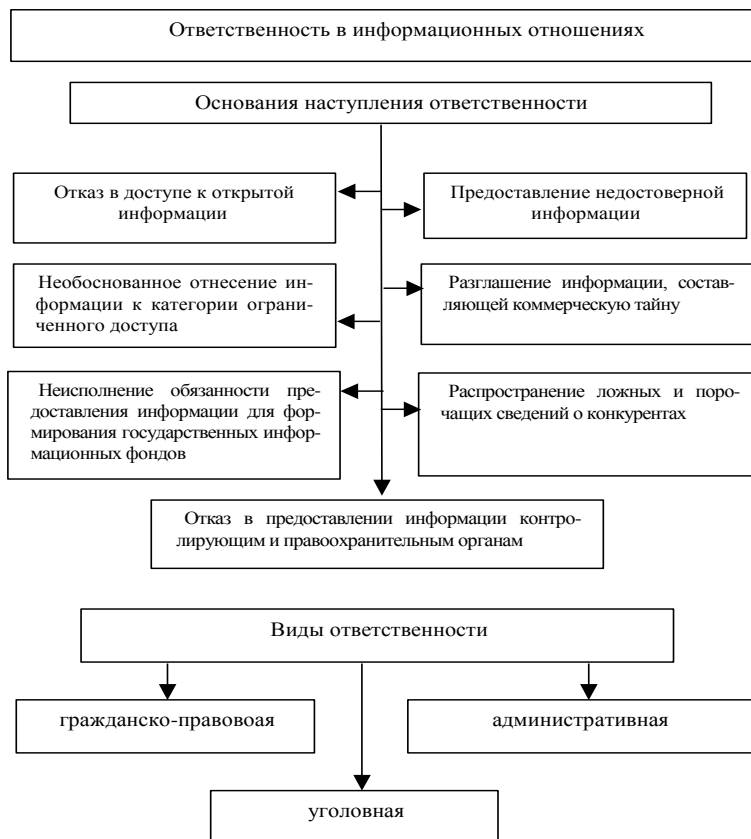 Ответственность в информационных отношениях
Основания наступления ответственности
Отказ в доступе к открытой
информации
Предоставление недостоверной
информации
Необоснованное отнесение ин-
формации к категории ограни-
ченного доступа
Разглашение информации, состав-
ляющей коммерческую тайну
Неисполнение обязанности пре-
доставления информации для фор-
мирования государственных инфор-
мационных фондов
Распространение ложных и поро-
чащих сведений о конкурентах
Отказ в предоставлении информации контро-
лирующим и правоохранительным органам
Виды ответственности
гражданско-правовоая
административная
уголовная